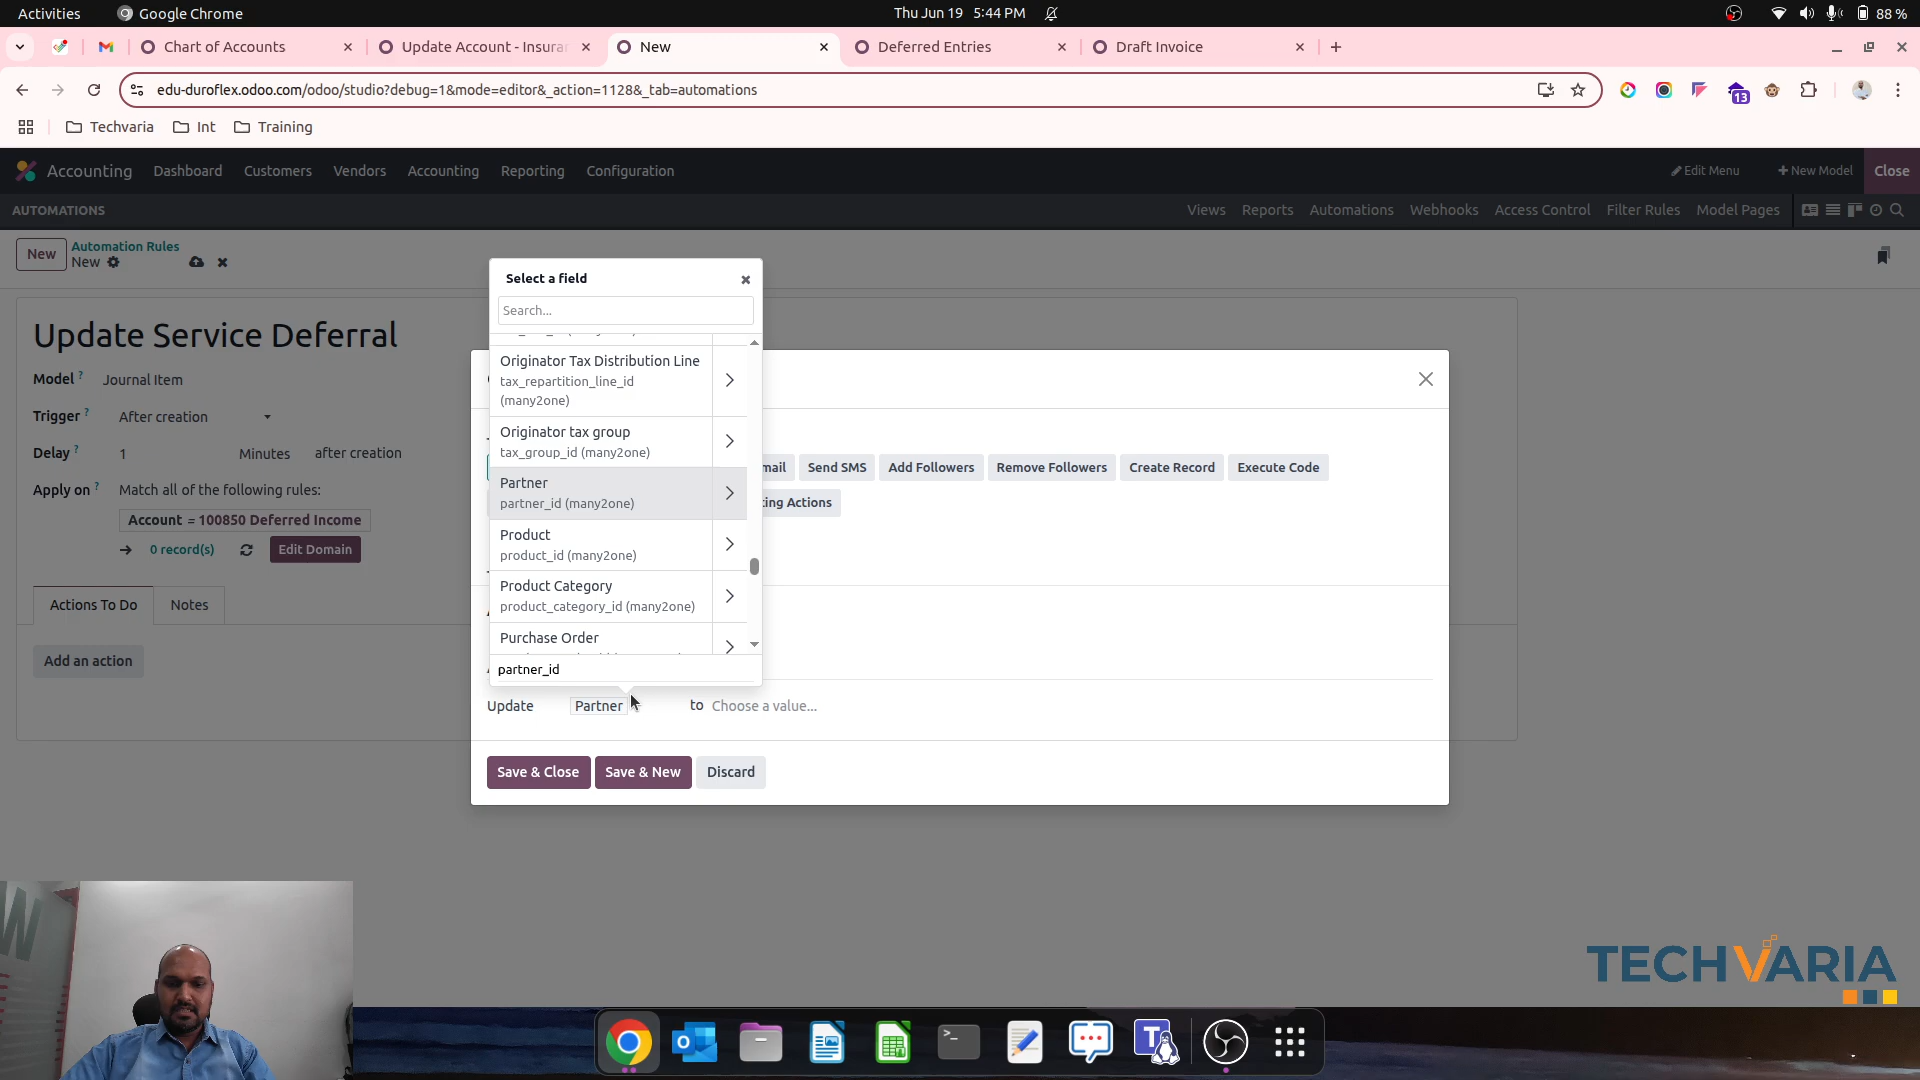 Activities
Google Chrome
Thu Jun 19 5:44 PM
88 %
Chart of Accounts
Update Account - Insura
New
Deferred Entries
Draft Invoice
edu-duroflex.odoo.com/odoo/studio?debug=1&mode=editor&_action=1128&_tab=automations
13
Techvaria
Int
Training
Accounting
Dashboard
Customers
Vendors
Accounting
Reporting
Configuration
Edit Menu
New Model
Close
AUTOMATIONS
Views
Reports
Automations
Webhooks
Access Control
Filter Rules
Model Pages
New
Automation Rules
New
Update Service Deferral
Model ?
Journal Item
Trigger ?
After creation
Delay ?
1
Minutes
after creation
Apply on ?
Match all of the following rules:
Account = 100850 Deferred Income
0 record(s)
Edit Domain
Actions To Do
Notes
Add an action
Select a field
Search...
Originator Tax Distribution Line
tax_repartition_line_id
(many2one)
Originator tax group
tax_group_id (many2one)
Partner
partner_id (many2one)
Product
product_id (many2one)
Product Category
product_category_id (many2one)
Purchase Order
partner_id
mail
Send SMS
Add Followers
Remove Followers
Create Record
Execute Code
ing Actions
Update
Partner
to
Choose a value...
Save & Close
Save & New
Discard
TECHVARIA